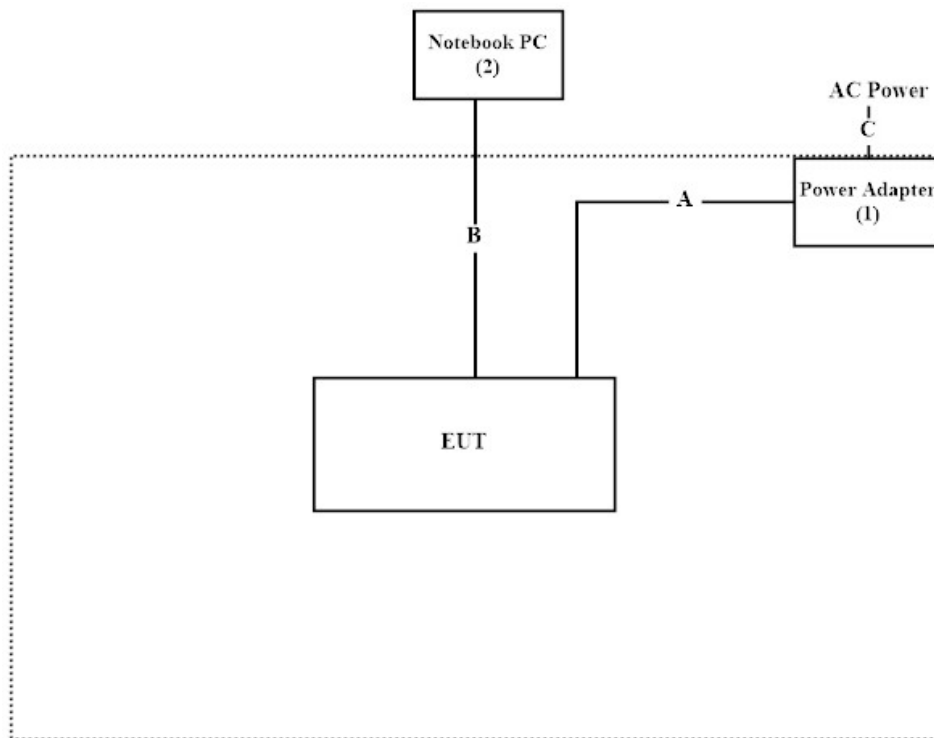 Notebook PC
(2)
AC Power
C
Power Adapter
(1)
A
B
EUT